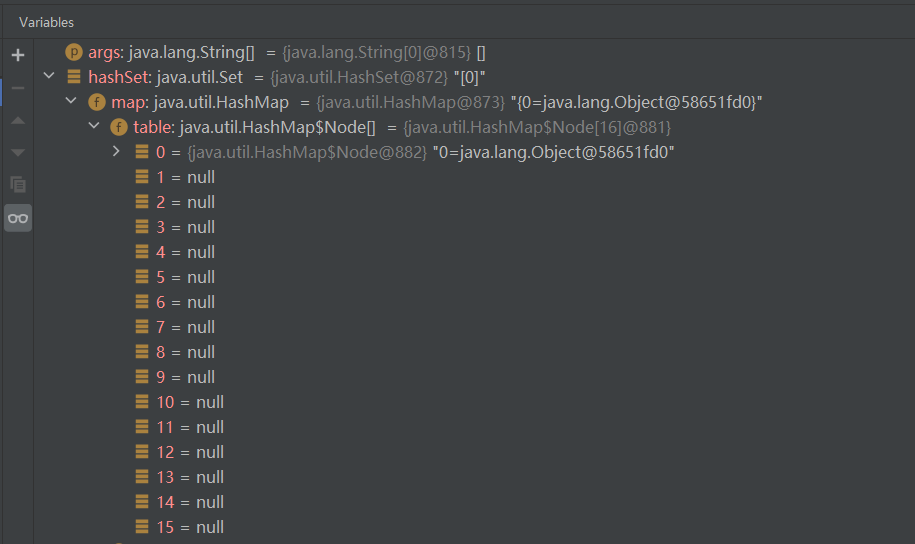 Variables
p args: java.lang.String[] = {java.lang.String[0]@815} []
hashSet: java.util.Set = {java.util.HashSet@872} "[0]"
f map: java.util.HashMap = {java.util.HashMap@873} "{0=java.lang.Object@58651fd0}"
f table: java.util.HashMap$Node[] = {java.util.HashMap$Node[16]@881}
0 = {java.util.HashMap$Node@882} "0=java.lang.Object@58651fd0"
1 = null
2 = null
3 = null
4 = null
5 = null
6 = null
7 = null
8 = null
9 = null
10 = null
11 = null
12 = null
13 = null
14 = null
15 = null